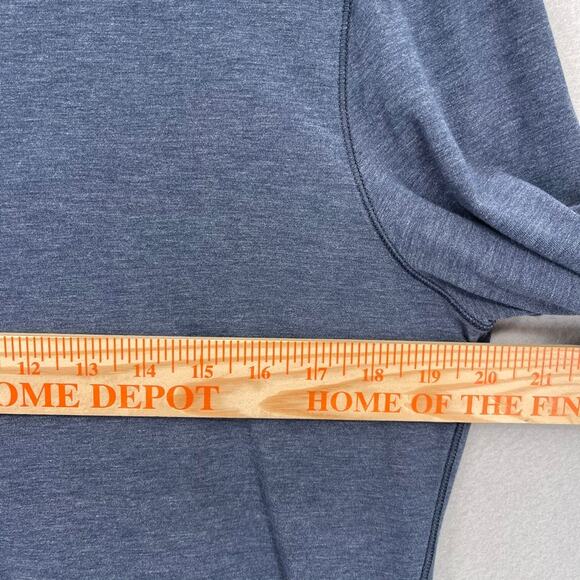 12 13 14 15 16 17 18 19 20 21
OME DEPOT HOME OF THE FIN